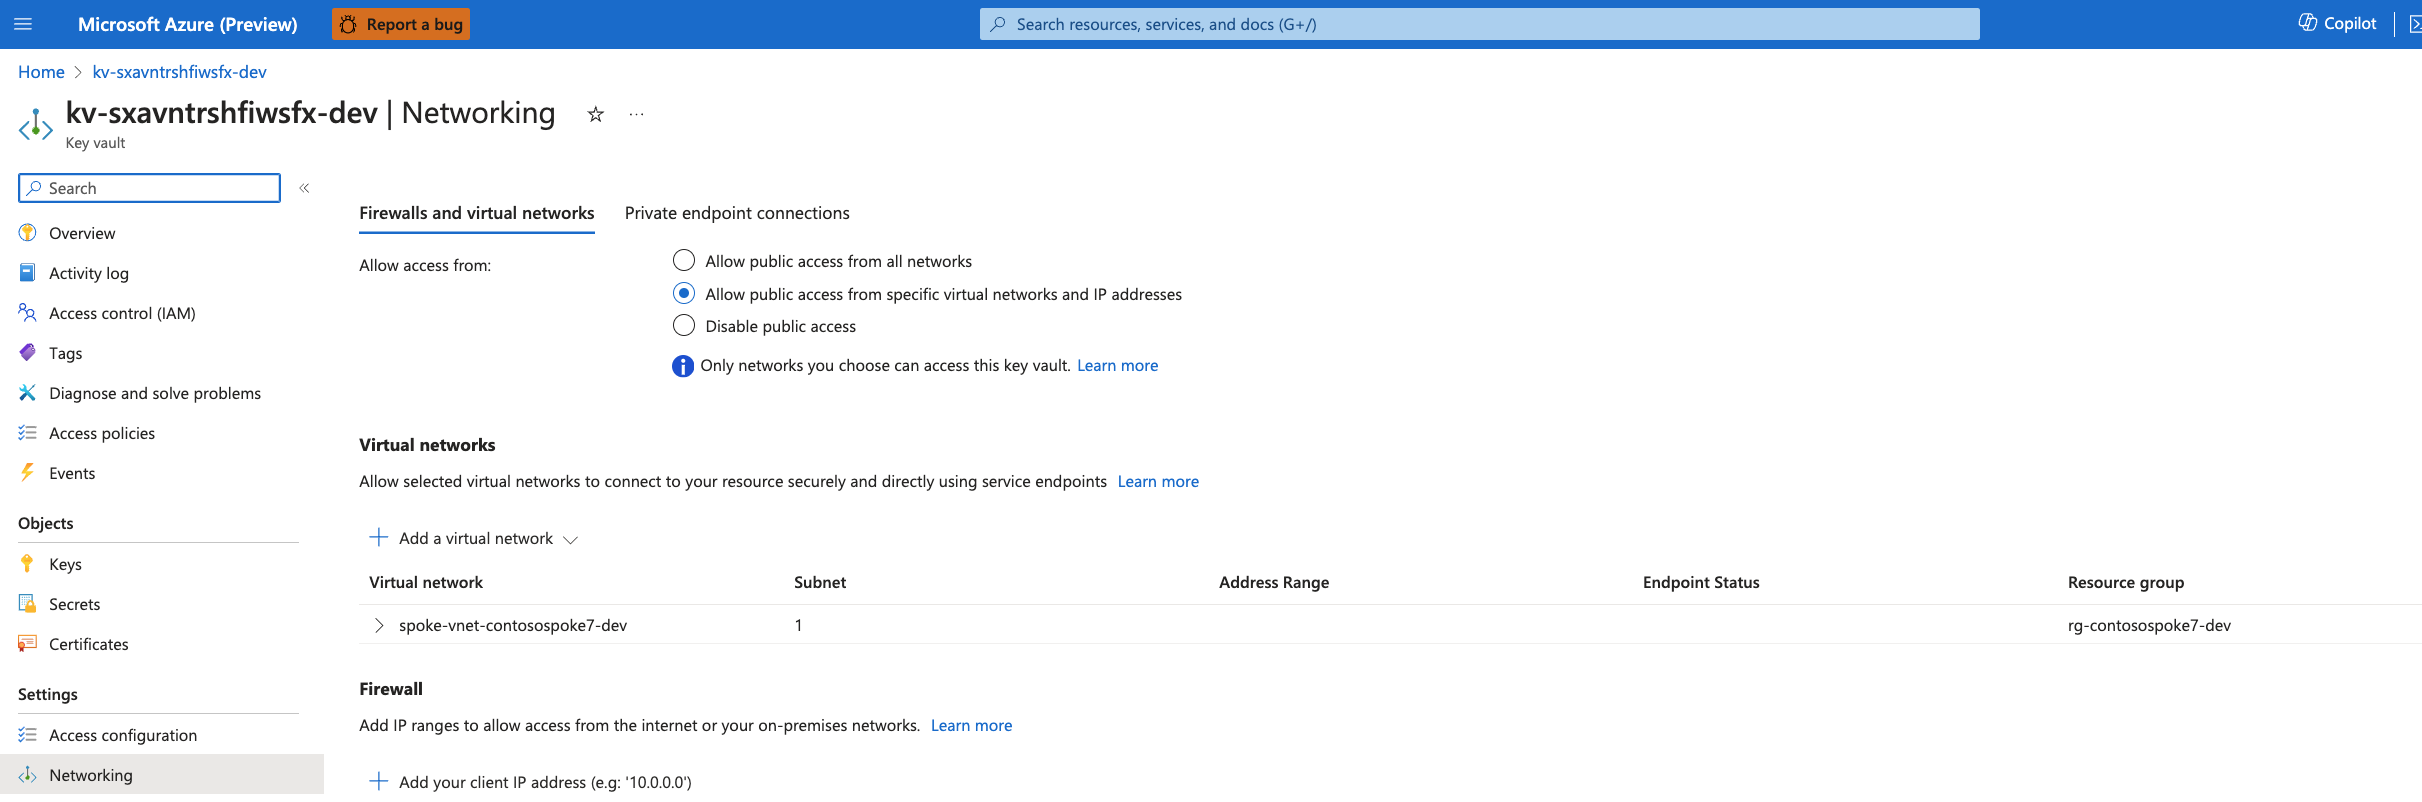 Microsoft Azure (Preview)
Report a bug
Search resources, services, and docs (G+/)
Copilot
Home > kv-sxavntrshfiwsfx-dev
kv-sxavntrshfiwsfx-dev | Networking
Key vault
Search
Overview
Activity log
Access control (IAM)
Tags
Diagnose and solve problems
Access policies
Events
Objects
Keys
Secrets
Certificates
Settings
Access configuration
Networking
Firewalls and virtual networks
Private endpoint connections
Allow access from:
Allow public access from all networks
Allow public access from specific virtual networks and IP addresses
Disable public access
Only networks you choose can access this key vault. Learn more
Virtual networks
Allow selected virtual networks to connect to your resource securely and directly using service endpoints Learn more
Add a virtual network
Virtual network Subnet Address Range Endpoint Status Resource group
spoke-vnet-contosospoke7-dev 1 rg-contosospoke7-dev
Firewall
Add IP ranges to allow access from the internet or your on-premises networks. Learn more
Add your client IP address (e.g: '10.0.0.0')